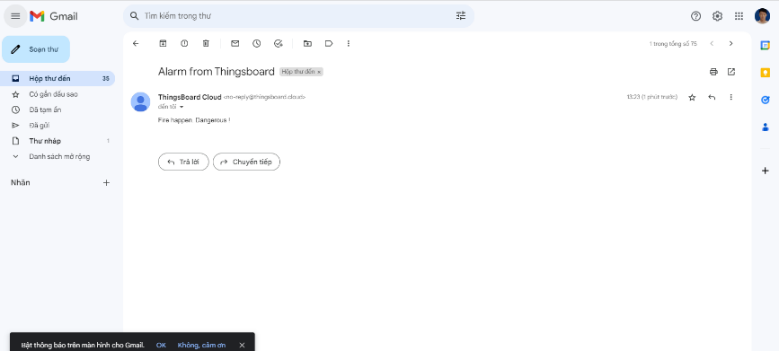 Gmail
Tìm kiếm trong thư
Soạn thư
1 trong tổng số 75
Hộp thư đến 35
Có gắn dấu sao
Đã tạm ẩn
Đã gửi
Thư nháp 1
Danh sách mở rộng
Nhãn
Alarm from Thingsboard Hộp thư đến ×
ThingsBoard Cloud <no-reply@thingsboard.cloud>
13:23 (1 phút trước)
đến tôi
Fire happen. Dangerous !
Trả lời
Chuyển tiếp
Bật thông báo trên màn hình cho Gmail. OK Không, cảm ơn ×